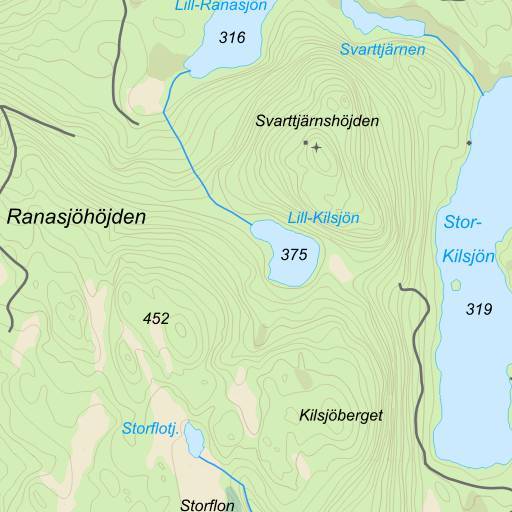 Lill-Ranasjön
316
Svarttjärnen
Svarttjärnshöjden
Ranasjöhöjden
Lill-Kilsjön
Stor-
Kilsjön
375
319
452
Kilsjöberget
Storflotj.
Storflon